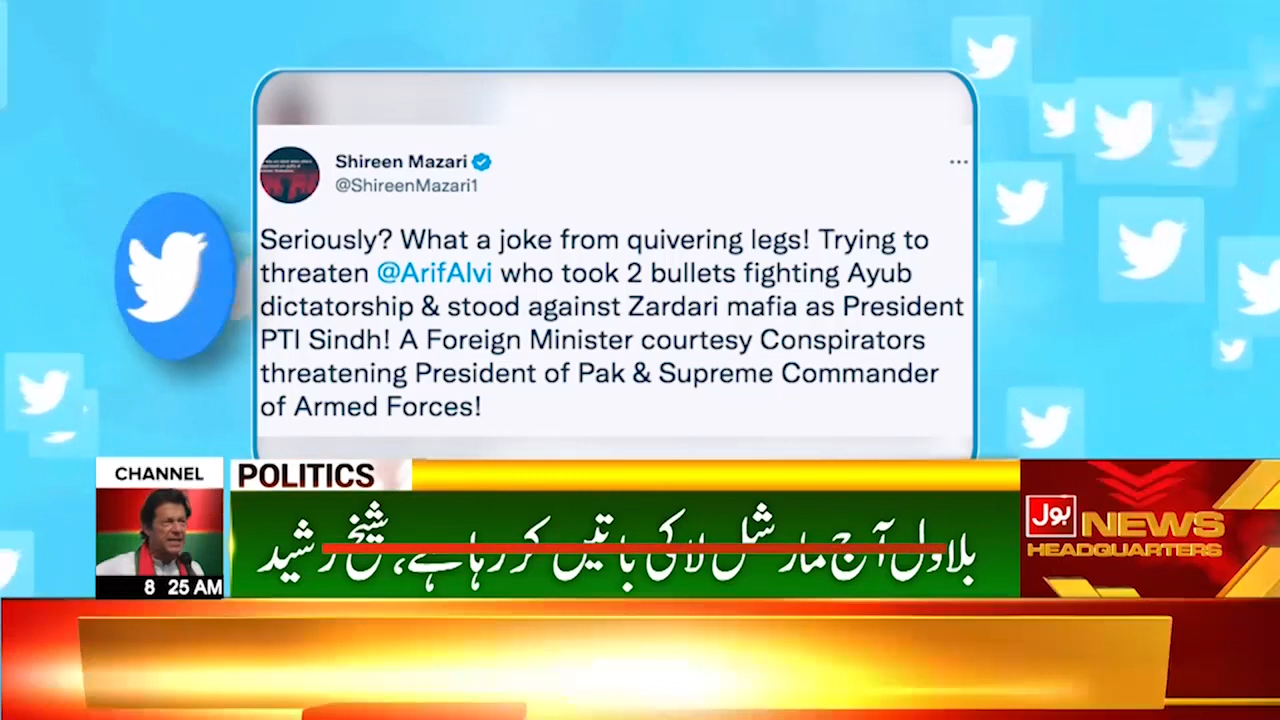 Shireen Mazari
@ShireenMazari1
Seriously? What a joke from quivering legs! Trying to
threaten @ArifAlvi who took 2 bullets fighting Ayub
dictatorship & stood against Zardari mafia as President
PTI Sindh! A Foreign Minister courtesy Conspirators
threatening President of Pak & Supreme Commander
of Armed Forces!
CHANNEL
POLITICS
بلاول آج مارشل لا کی باتیں کر رہا ہے، شیخ رشید
8 25 AM
بول NEWS
HEADQUARTERS